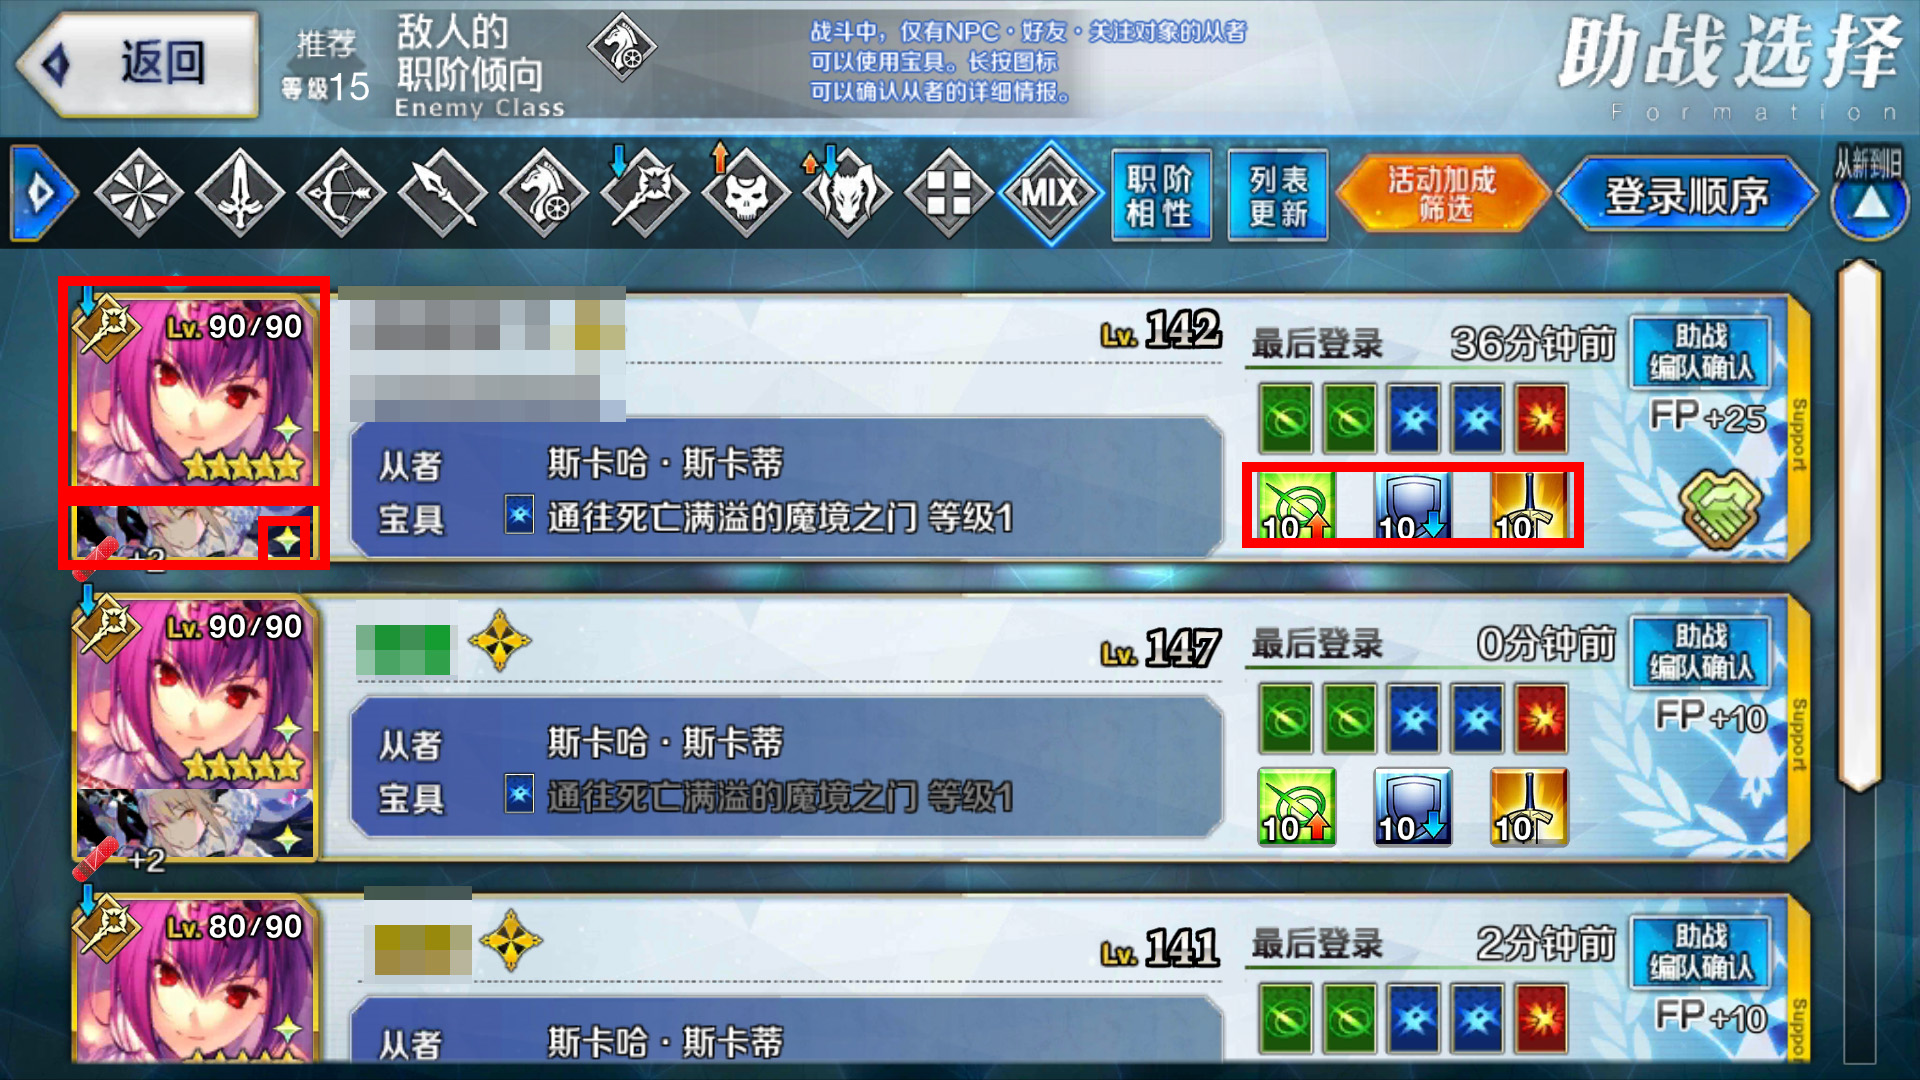 返回
推荐
等级15
敌人的
职阶倾向
Enemy Class
战斗中，仅有NPC・好友・关注对象的从者
可以使用宝具。长按图标
可以确认从者的详细情报。
助战选择
Formation
MIX
职阶
相性
列表
更新
活动加成
筛选
登录顺序
从新到旧
Lv. 90/90
+2
Lv. 142
从者 斯卡哈・斯卡蒂
宝具 通往死亡满溢的魔境之门 等级1
最后登录 36分钟前
10 10 10
助战
编队确认
FP+25
Support
Lv. 90/90
+2
Lv. 147
从者 斯卡哈・斯卡蒂
宝具 通往死亡满溢的魔境之门 等级1
最后登录 0分钟前
10 10 10
助战
编队确认
FP+10
Support
Lv. 80/90
Lv. 141
从者 斯卡哈・斯卡蒂
最后登录 2分钟前
助战
编队确认
FP+10
Support